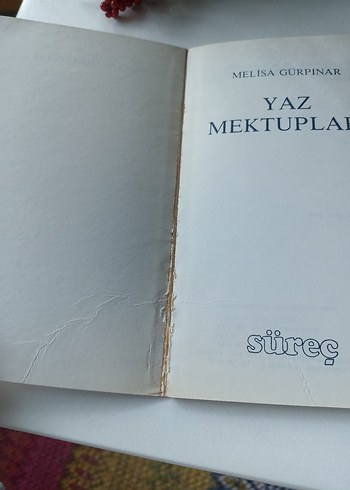 MELİSA GÜRPINAR
YAZ
MEKTUPLAR
süreç